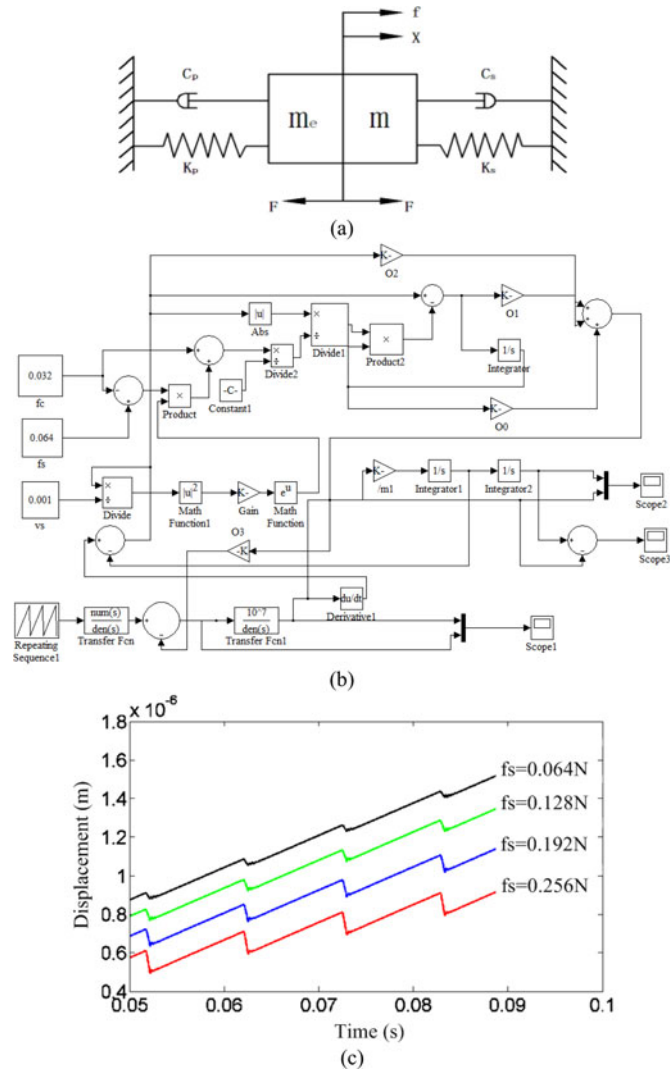 f
X
Cₚ
Cₛ
mₑ
m
Kₚ
Kₛ
F
F
(a)
K-
O2
|u|
Abs
×
÷
Divide1
×
Product2
K-
O1
1/s
Integrator
K-
O0
0.032
fc
0.064
fs
×
Product
-C-
Constant1
×
÷
Divide2
0.001
vs
×
÷
Divide
|u|²
Math
Function1
K-
Gain
eᵘ
Math
Function
K-
/m1
1/s
Integrator1
1/s
Integrator2
Scope2
Scope3
O3
-K
Repeating
Sequence1
num(s)
den(s)
Transfer Fcn
10^7
den(s)
Transfer Fcn1
du/dt
Derivative1
Scope1
(b)
x 10⁻⁶
1.8
1.6
1.4
1.2
1
0.8
0.6
0.4
Displacement (m)
fs=0.064N
fs=0.128N
fs=0.192N
fs=0.256N
0.05 0.06 0.07 0.08 0.09 0.1
Time (s)
(c)